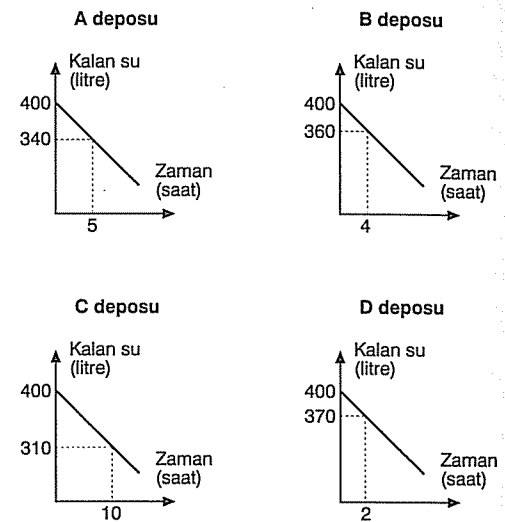 A deposu
Kalan su
(litre)
400
340
Zaman
(saat)
5
B deposu
Kalan su
(litre)
400
360
Zaman
(saat)
4
C deposu
Kalan su
(litre)
400
310
Zaman
(saat)
10
D deposu
Kalan su
(litre)
400
370
Zaman
(saat)
2